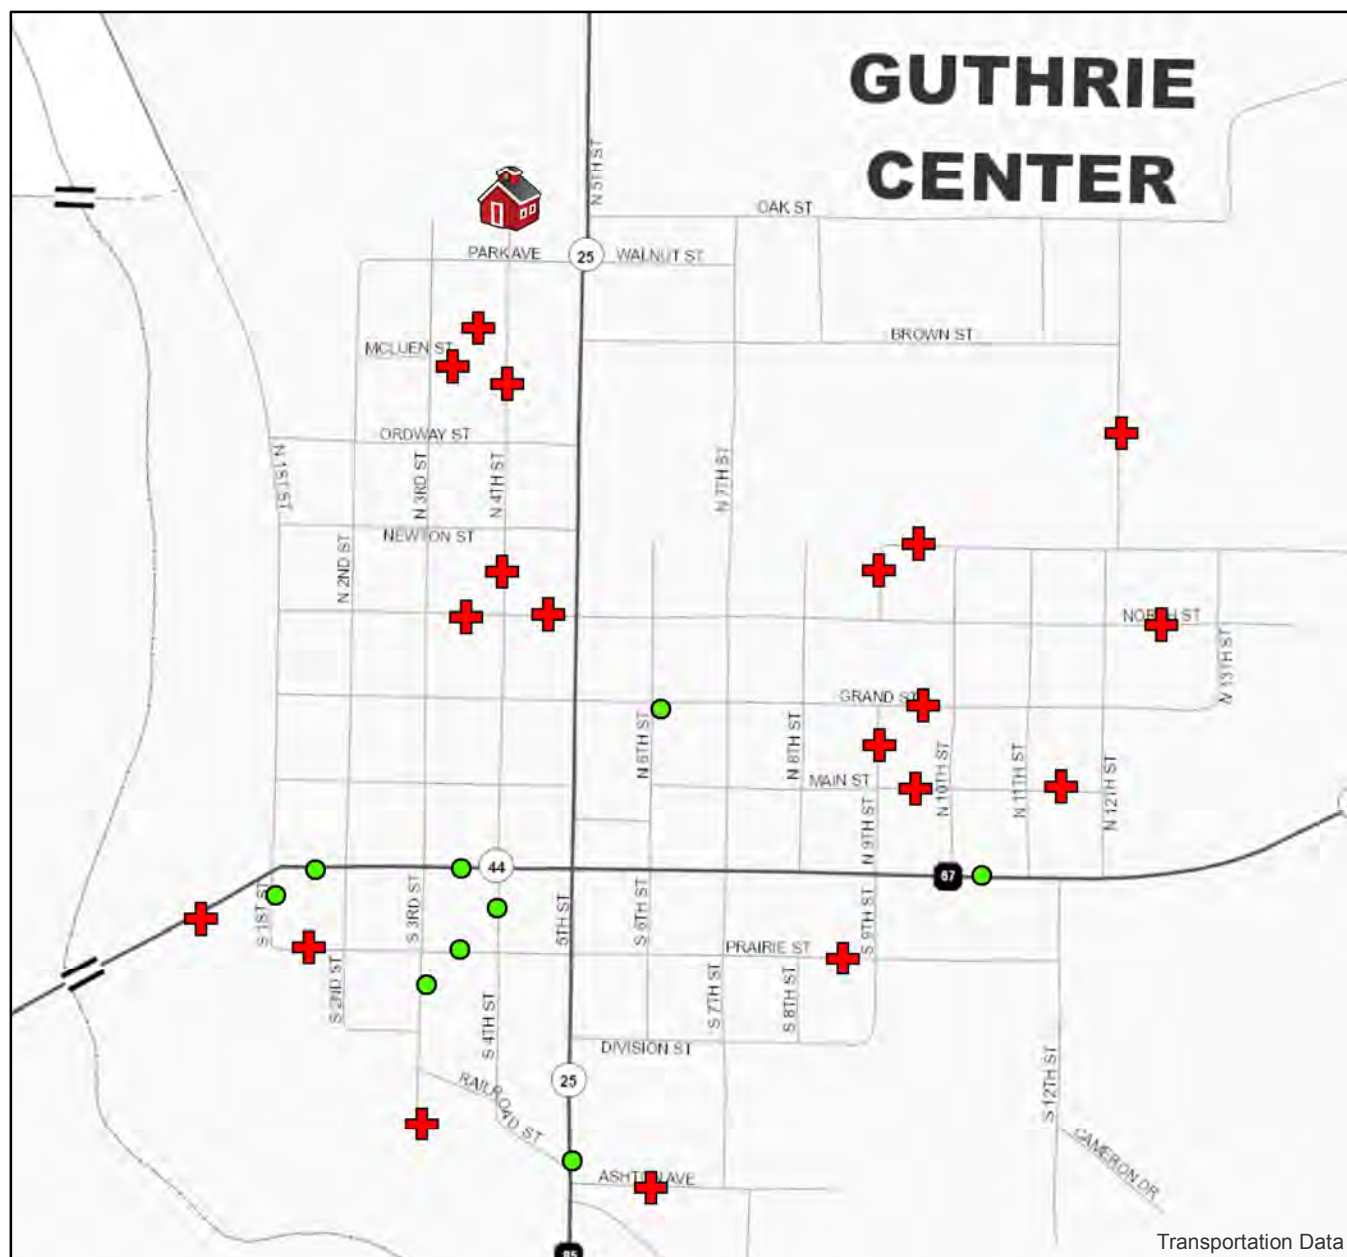 GUTHRIE
CENTER
N 5TH ST
OAK ST
PARK AVE
25
WALNUT ST
BROWN ST
MCLUEN ST
ORDWAY ST
N 1ST ST
N 3RD ST
N 4TH ST
N 7TH ST
NEWTON ST
N 2ND ST
NORTH ST
N 13TH ST
GRAND ST
N 6TH ST
N 8TH ST
MAIN ST
N 10TH ST
N 11TH ST
N 12TH ST
N 9TH ST
44
67
S 1ST ST
S 3RD ST
5TH ST
S 6TH ST
PRAIRIE ST
S 9TH ST
S 2ND ST
S 4TH ST
S 7TH ST
S 8TH ST
DIVISION ST
25
RAILROAD ST
S 12TH ST
CAMERON DR
ASHTON AVE
Transportation Data